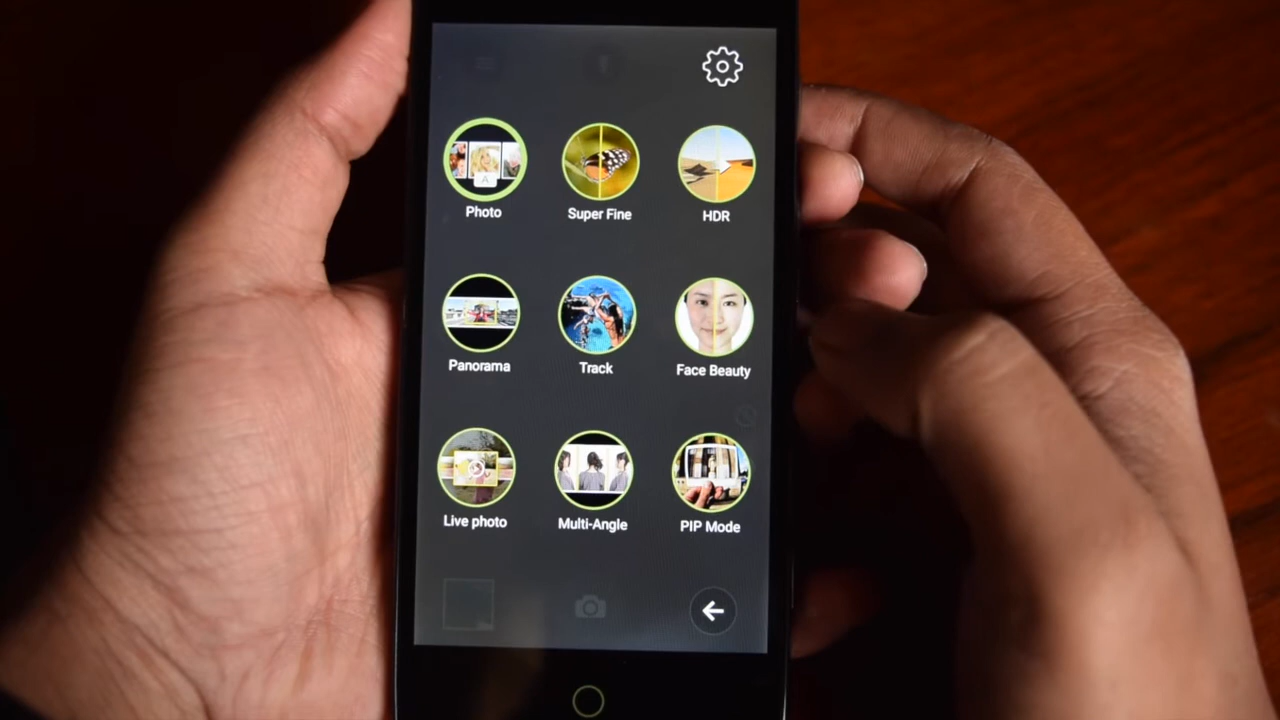 A
Photo
Super Fine
HDR
Panorama
Track
Face Beauty
Live photo
Multi-Angle
PIP Mode